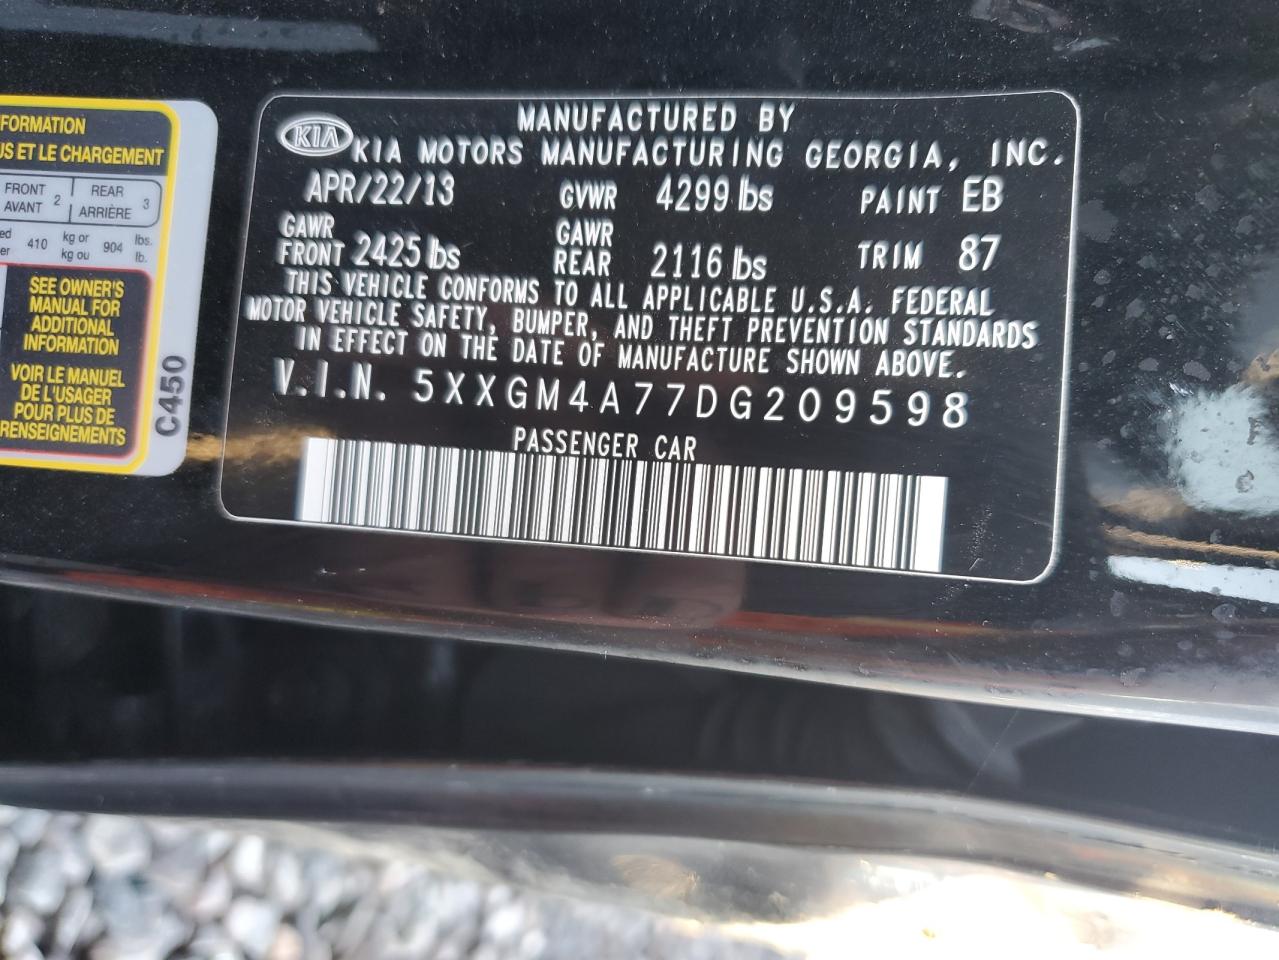 FORMATION
US ET LE CHARGEMENT
FRONT AVANT 2 REAR ARRIÈRE 3
410 kg or kg ou 904 lbs. lb.
SEE OWNER'S
MANUAL FOR
ADDITIONAL
INFORMATION
VOIR LE MANUEL
DE L'USAGER
POUR PLUS DE
RENSEIGNEMENTS
C450
KIA
MANUFACTURED BY
KIA MOTORS MANUFACTURING GEORGIA, INC.
APR/22/13 GVWR 4299 lbs PAINT EB
GAWR FRONT 2425 lbs GAWR REAR 2116 lbs TRIM 87
THIS VEHICLE CONFORMS TO ALL APPLICABLE U.S.A. FEDERAL
MOTOR VEHICLE SAFETY, BUMPER, AND THEFT PREVENTION STANDARDS
IN EFFECT ON THE DATE OF MANUFACTURE SHOWN ABOVE.
V.I.N. 5XXGM4A77DG209598
PASSENGER CAR